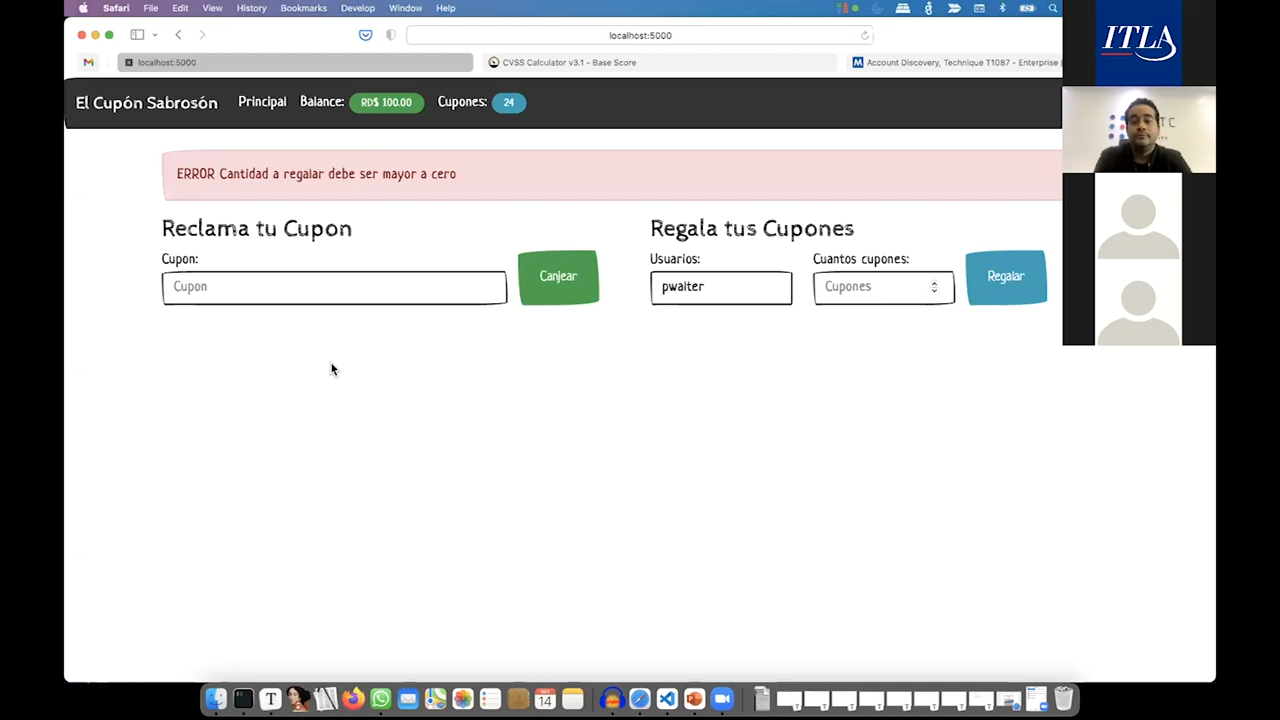 Safari File Edit View History Bookmarks Develop Window Help
localhost:5000
localhost:5000
CVSS Calculator v3.1 - Base Score
Account Discovery, Technique T1087 - Enterprise |
ITLA
El Cupón Sabrosón Principal Balance: RD$ 100.00 Cupones: 24
ERROR Cantidad a regalar debe ser mayor a cero
Reclama tu Cupon
Cupon:
Cupon
Canjear
Regala tus Cupones
Usuarios:
pwalter
Cuantos cupones:
Cupones
Regalar
14